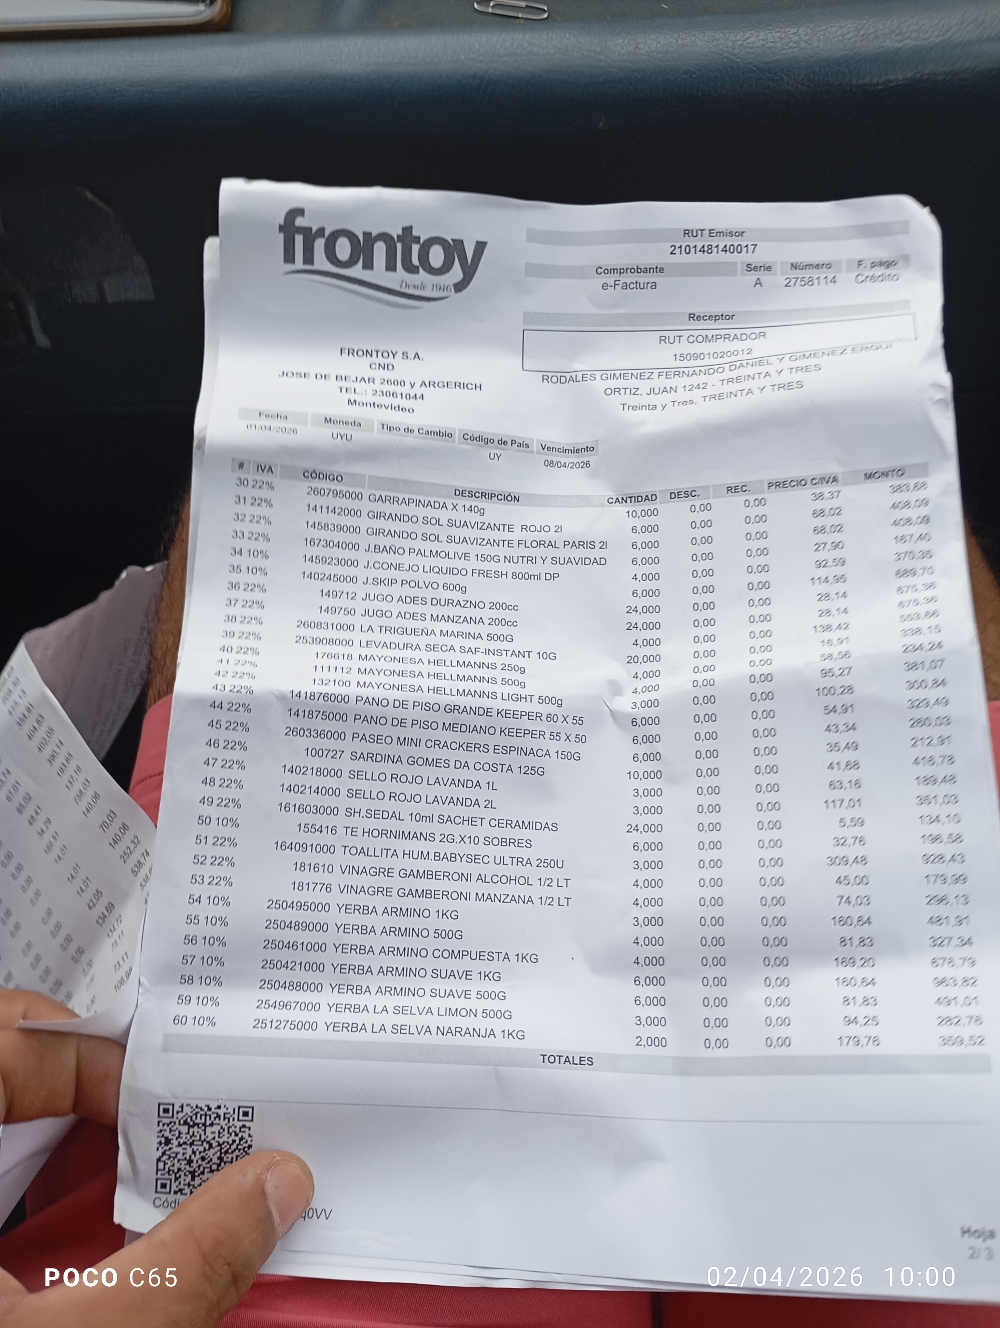 frontoy
Desde 1946
RUT Emisor
210148140017
Comprobante Serie Número F. pago
e-Factura A 2758114 Crédito
Receptor
RUT COMPRADOR
150901020012
RODALES GIMENEZ FERNANDO DANIEL Y GIMENEZ
ORTIZ, JUAN 1242 - TREINTA Y TRES
Treinta y Tres, TREINTA Y TRES
FRONTOY S.A.
CND
JOSE DE BEJAR 2600 y ARGERICH
TEL.: 23061044
Montevideo
Fecha Moneda Tipo de Cambio Código de País Vencimiento
01/04/2026 UYU UY 08/04/2026
# IVA CÓDIGO DESCRIPCIÓN CANTIDAD DESC. REC. PRECIO C/IVA MONTO
30 22% 260795000 GARRAPINADA X 140g 10,000 0,00 0,00 38,37 383,68
31 22% 141142000 GIRANDO SOL SUAVIZANTE ROJO 2l 6,000 0,00 0,00 68,02 408,09
32 22% 145839000 GIRANDO SOL SUAVIZANTE FLORAL PARIS 2l 6,000 0,00 0,00 68,02 408,09
33 22% 167304000 J.BAÑO PALMOLIVE 150G NUTRI Y SUAVIDAD 6,000 0,00 0,00 27,90 167,40
34 10% 145923000 J.CONEJO LIQUIDO FRESH 800ml DP 4,000 0,00 0,00 92,59 370,36
35 10% 140245000 J.SKIP POLVO 600g 6,000 0,00 0,00 114,95 689,70
36 22% 149712 JUGO ADES DURAZNO 200cc 24,000 0,00 0,00 28,14 675,36
37 22% 149750 JUGO ADES MANZANA 200cc 24,000 0,00 0,00 28,14 675,36
38 22% 260831000 LA TRIGUEÑA MARINA 500G 4,000 0,00 0,00 138,42
39 22% 253908000 LEVADURA SECA SAF-INSTANT 10G 20,000 0,00 0,00 16,91 338,15
40 22% 176618 MAYONESA HELLMANNS 250g 4,000 0,00 0,00 58,56 234,24
41 22% 111112 MAYONESA HELLMANNS 500g 4,000 0,00 0,00 95,27 381,07
42 22% 132100 MAYONESA HELLMANNS LIGHT 500g 3,000 0,00 0,00 100,28 300,84
43 22% 141876000 PANO DE PISO GRANDE KEEPER 60 X 55 6,000 0,00 0,00 54,91 329,49
44 22% 141875000 PANO DE PISO MEDIANO KEEPER 55 X 50 6,000 0,00 0,00 43,34 260,03
45 22% 260336000 PASEO MINI CRACKERS ESPINACA 150G 6,000 0,00 0,00 35,49 212,91
46 22% 100727 SARDINA GOMES DA COSTA 125G 10,000 0,00 0,00 41,88 418,78
47 22% 140218000 SELLO ROJO LAVANDA 1L 3,000 0,00 0,00 63,16 189,48
48 22% 140214000 SELLO ROJO LAVANDA 2L 3,000 0,00 0,00 117,01 351,03
49 22% 161603000 SH.SEDAL 10ml SACHET CERAMIDAS 24,000 0,00 0,00 5,59 134,10
50 10% 155416 TE HORNIMANS 2G.X10 SOBRES 6,000 0,00 0,00 32,76 196,58
51 22% 164091000 TOALLITA HUM.BABYSEC ULTRA 250U 3,000 0,00 0,00 309,48 928,43
52 22% 181610 VINAGRE GAMBERONI ALCOHOL 1/2 LT 4,000 0,00 0,00 45,00 179,99
53 22% 181776 VINAGRE GAMBERONI MANZANA 1/2 LT 4,000 0,00 0,00 74,03 296,13
54 10% 250495000 YERBA ARMINO 1KG 3,000 0,00 0,00 160,64 481,91
55 10% 250489000 YERBA ARMINO 500G 4,000 0,00 0,00 81,83 327,34
56 10% 250461000 YERBA ARMINO COMPUESTA 1KG 4,000 0,00 0,00 169,20 676,79
57 10% 250421000 YERBA ARMINO SUAVE 1KG 6,000 0,00 0,00 160,64 963,82
58 10% 250488000 YERBA ARMINO SUAVE 500G 6,000 0,00 0,00 81,83 491,01
59 10% 254967000 YERBA LA SELVA LIMON 500G 3,000 0,00 0,00 94,25 282,76
60 10% 251275000 YERBA LA SELVA NARANJA 1KG 2,000 0,00 0,00 179,76 359,52
TOTALES
q0VV
Hoja
2/3
POCO C65
02/04/2026 10:00